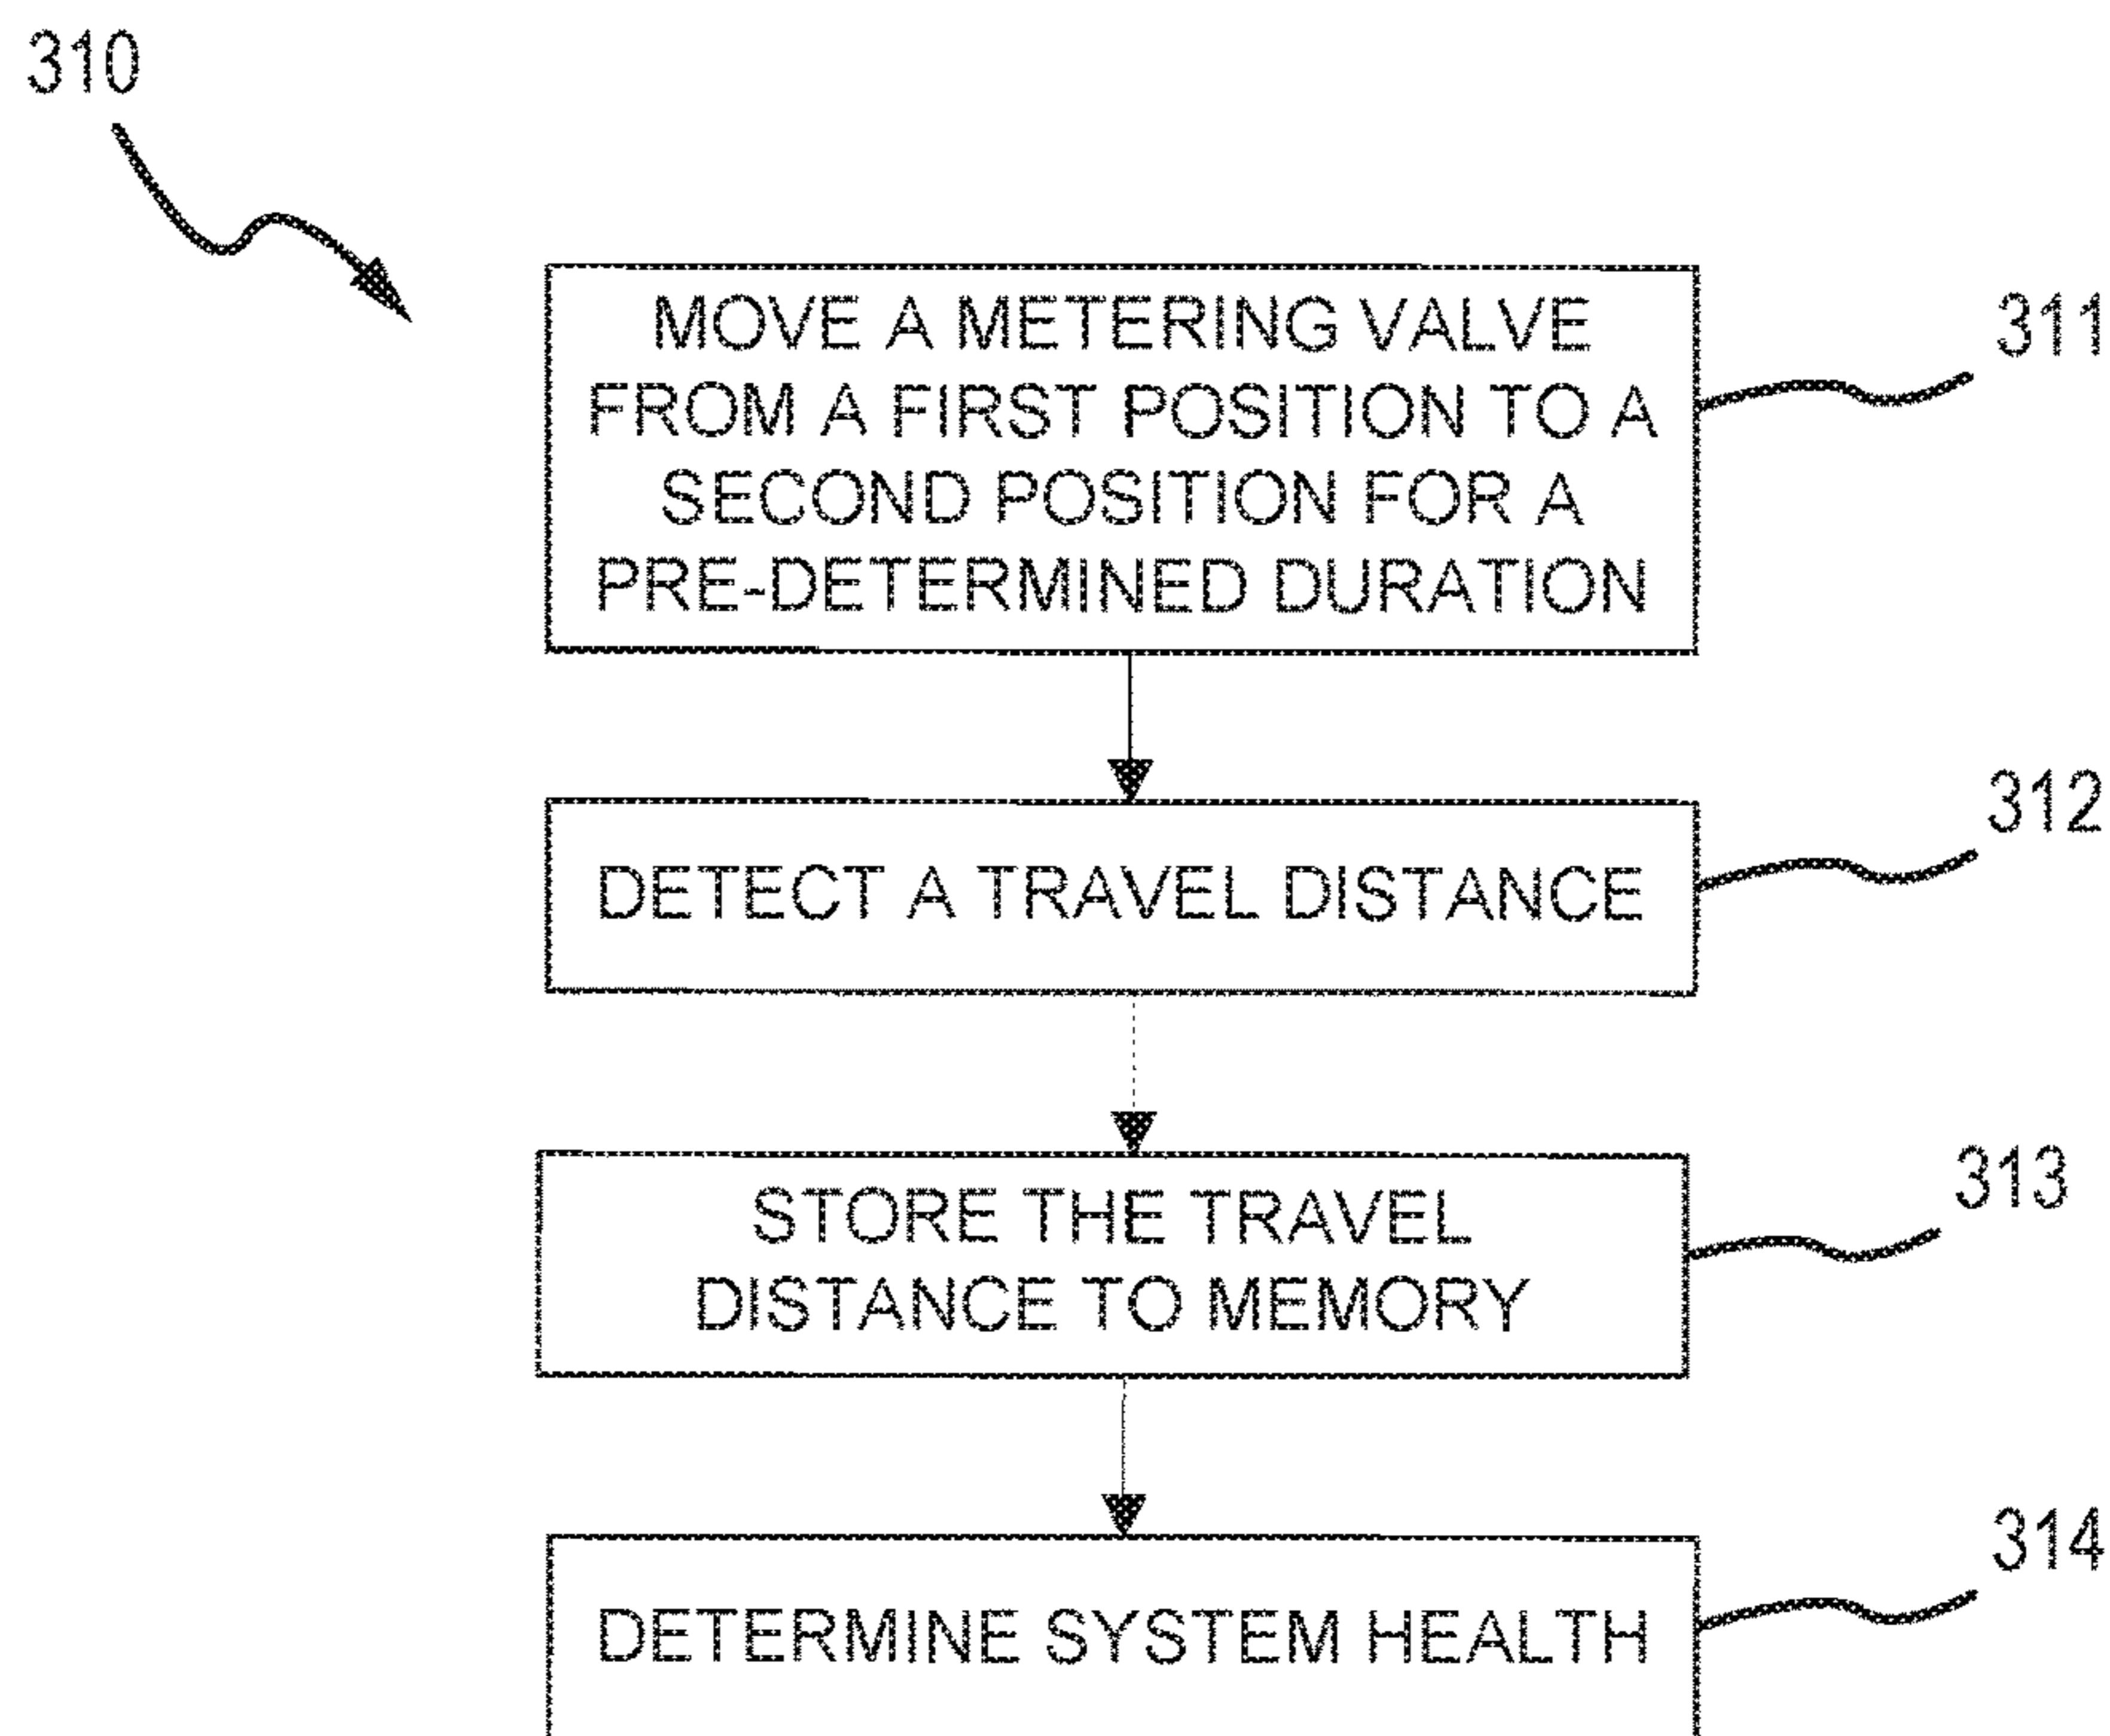 310
MOVE A METERING VALVE
FROM A FIRST POSITION TO A
SECOND POSITION FOR A
PRE-DETERMINED DURATION
311
DETECT A TRAVEL DISTANCE
312
STORE THE TRAVEL
DISTANCE TO MEMORY
313
DETERMINE SYSTEM HEALTH
314